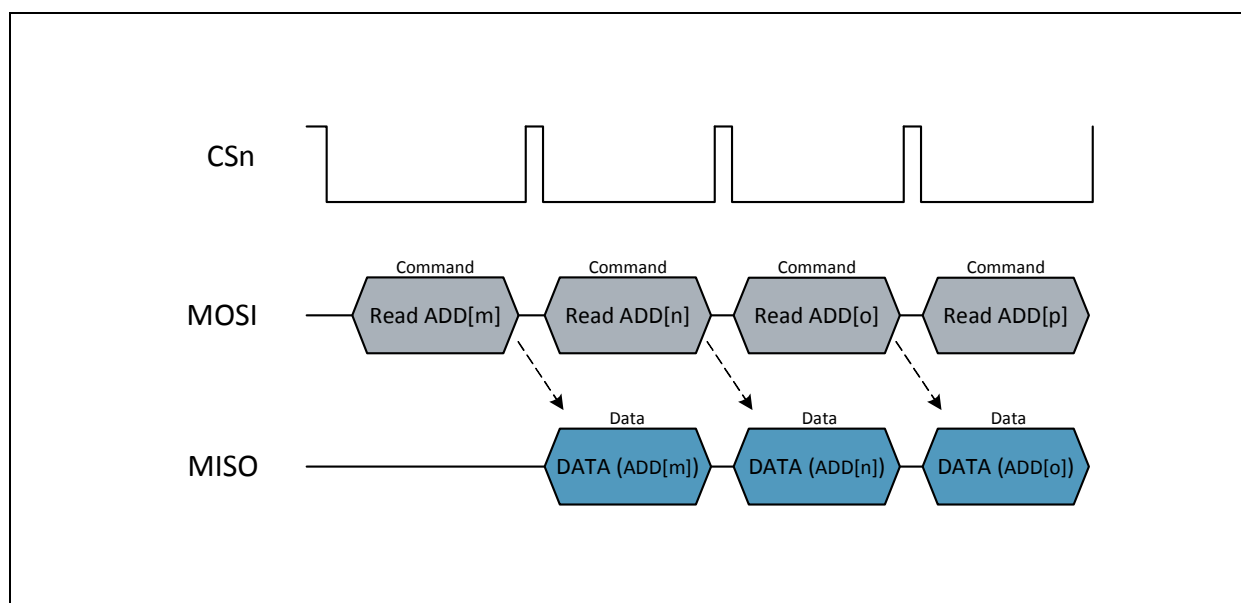 CSn
Command Command Command Command
MOSI Read ADD[m] Read ADD[n] Read ADD[o] Read ADD[p]
Data Data Data
MISO DATA (ADD[m]) DATA (ADD[n]) DATA (ADD[o])